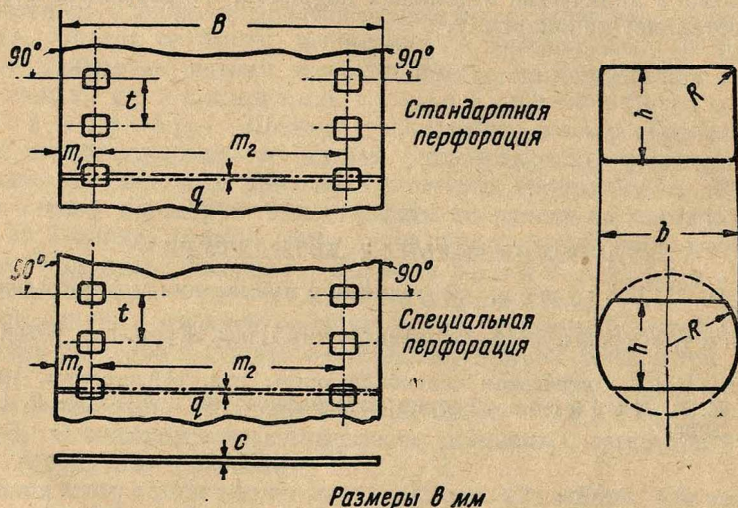 B
90° 90°
t
Стандартная
перфорация
m₁ m₂
q
h R
b
90° 90°
t
Специальная
перфорация
m₁ m₂
q
h R
c
Размеры в мм